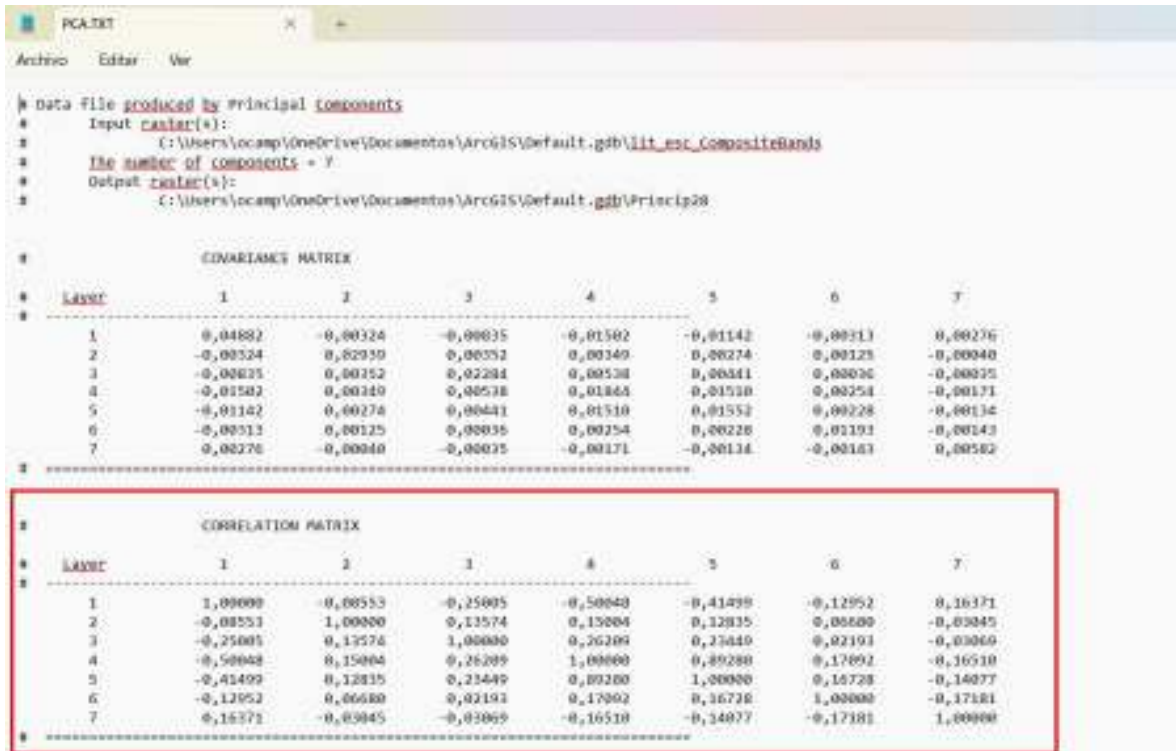 PCA.TXT × +
Archivo Editar Ver
# Data file produced by Principal Components
# Input raster(s):
# C:\Users\ocamp\OneDrive\Documentos\ArcGIS\Default.gdb\lit_esc_CompositeBands
# The number of components = 7
# Output raster(s):
# C:\Users\ocamp\OneDrive\Documentos\ArcGIS\Default.gdb\Princip28
# COVARIANCE MATRIX
# Layer 1 2 3 4 5 6 7
# ---------------------------------------------------------------
1 0,04882 -0,00324 -0,00835 -0,01502 -0,01142 -0,00313 0,00276
2 -0,00324 0,02939 0,00352 0,00349 0,00274 0,00125 -0,00040
3 -0,00835 0,00352 0,02284 0,00538 0,00441 0,00036 -0,00035
4 -0,01502 0,00349 0,00538 0,01844 0,01510 0,00254 -0,00171
5 -0,01142 0,00274 0,00441 0,01510 0,01552 0,00228 -0,00134
6 -0,00313 0,00125 0,00036 0,00254 0,00228 0,01193 -0,00143
7 0,00276 -0,00040 -0,00035 -0,00171 -0,00134 -0,00143 0,00582
# ===============================================================
# CORRELATION MATRIX
# Layer 1 2 3 4 5 6 7
# ---------------------------------------------------------------
1 1,00000 -0,08553 -0,25005 -0,50048 -0,41499 -0,12952 0,16371
2 -0,08553 1,00000 0,13574 0,15004 0,12835 0,06680 -0,03045
3 -0,25005 0,13574 1,00000 0,26209 0,23449 0,02193 -0,03069
4 -0,50048 0,15004 0,26209 1,00000 0,89280 0,17092 -0,16510
5 -0,41499 0,12835 0,23449 0,89280 1,00000 0,16728 -0,14077
6 -0,12952 0,06680 0,02193 0,17092 0,16728 1,00000 -0,17181
7 0,16371 -0,03045 -0,03069 -0,16510 -0,14077 -0,17181 1,00000
# ===============================================================